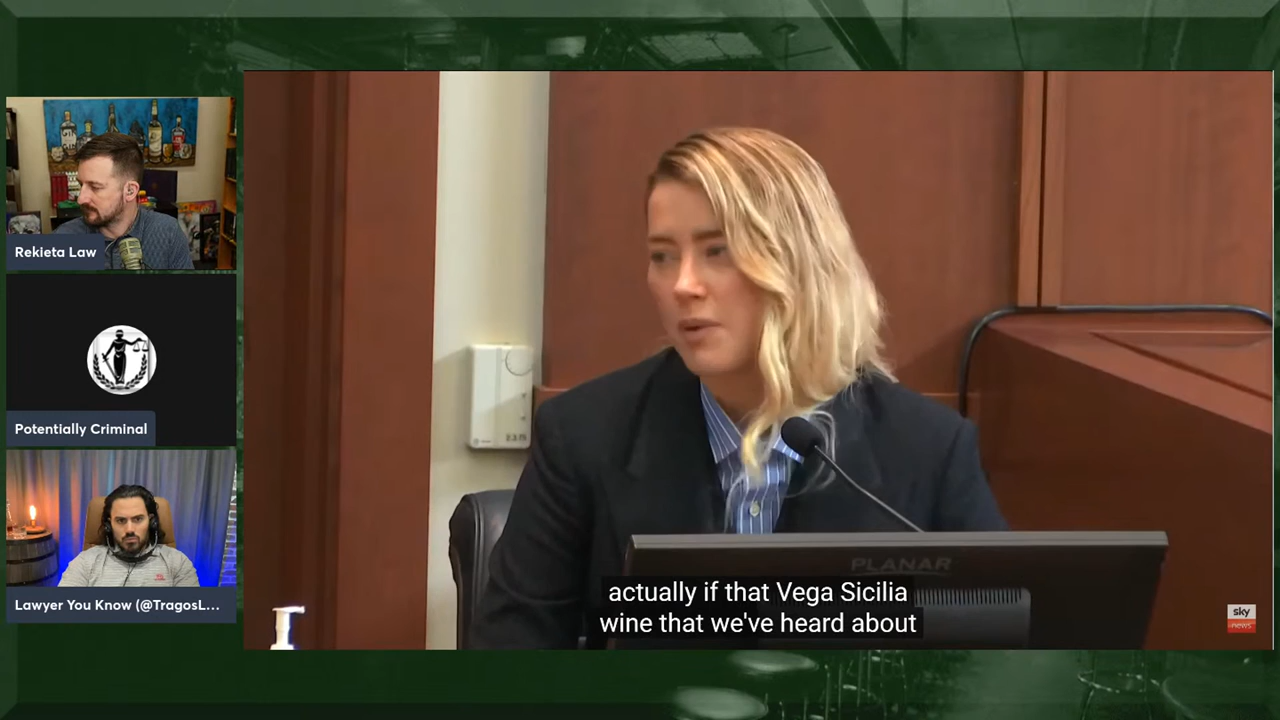 Rekieta Law
Potentially Criminal
Lawyer You Know (@TragosL...
GIN
PLANAR
actually if that Vega Sicilia
wine that we've heard about
sky
news